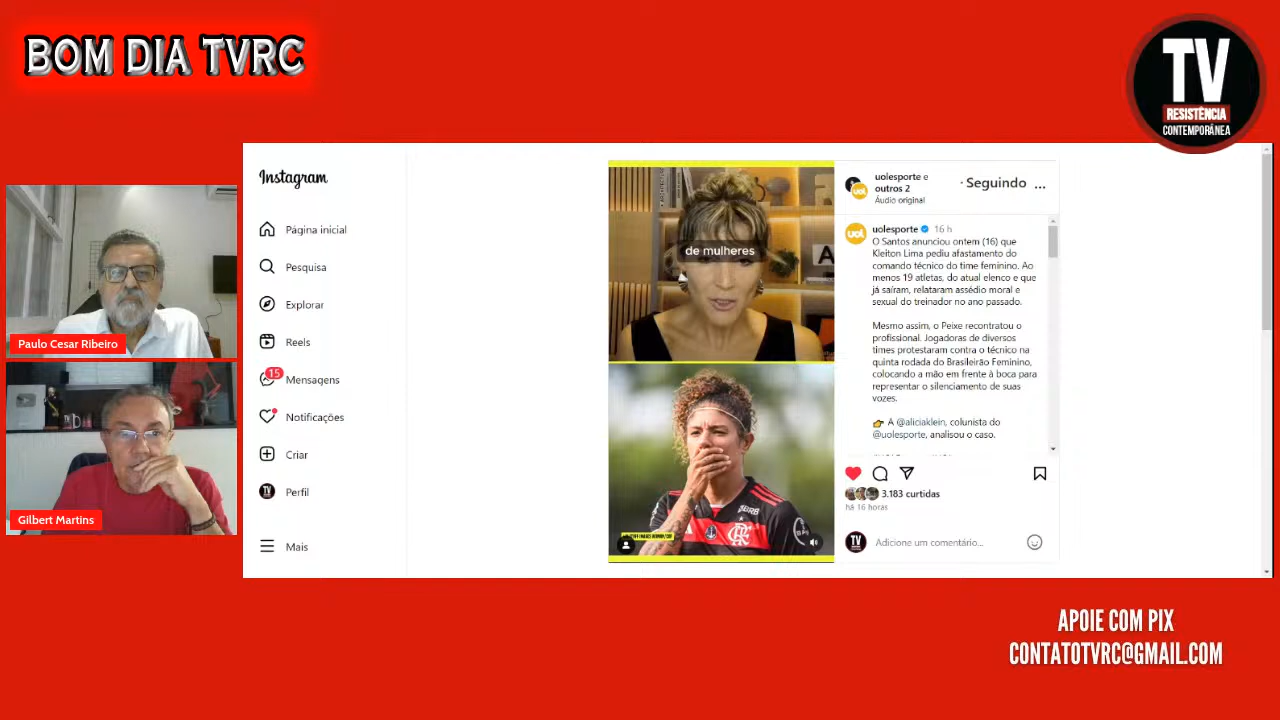 BOM DIA TVRC
TV
RESISTÊNCIA
CONTEMPORÂNEA
Paulo Cesar Ribeiro
Gilbert Martins
Instagram
Página inicial
Pesquisa
Explorar
Reels
15
Mensagens
Notificações
Criar
Perfil
Mais
de mulheres
uolesporte e
outros 2
Áudio original
· Seguindo ...
uolesporte 16 h
O Santos anunciou ontem (16) que
Kleiton Lima pediu afastamento do
comando técnico do time feminino. Ao
menos 19 atletas, do atual elenco e que
já saíram, relataram assédio moral e
sexual do treinador no ano passado.
Mesmo assim, o Peixe recontratou o
profissional. Jogadoras de diversos
times protestaram contra o técnico na
quinta rodada do Brasileirão Feminino,
colocando a mão em frente à boca para
representar o silenciamento de suas
vozes.
👉 A @aliciaklein, colunista do
@uolesporte, analisou o caso.
3.183 curtidas
há 16 horas
Adicione um comentário...
APOIE COM PIX
CONTATOTVRC@GMAIL.COM